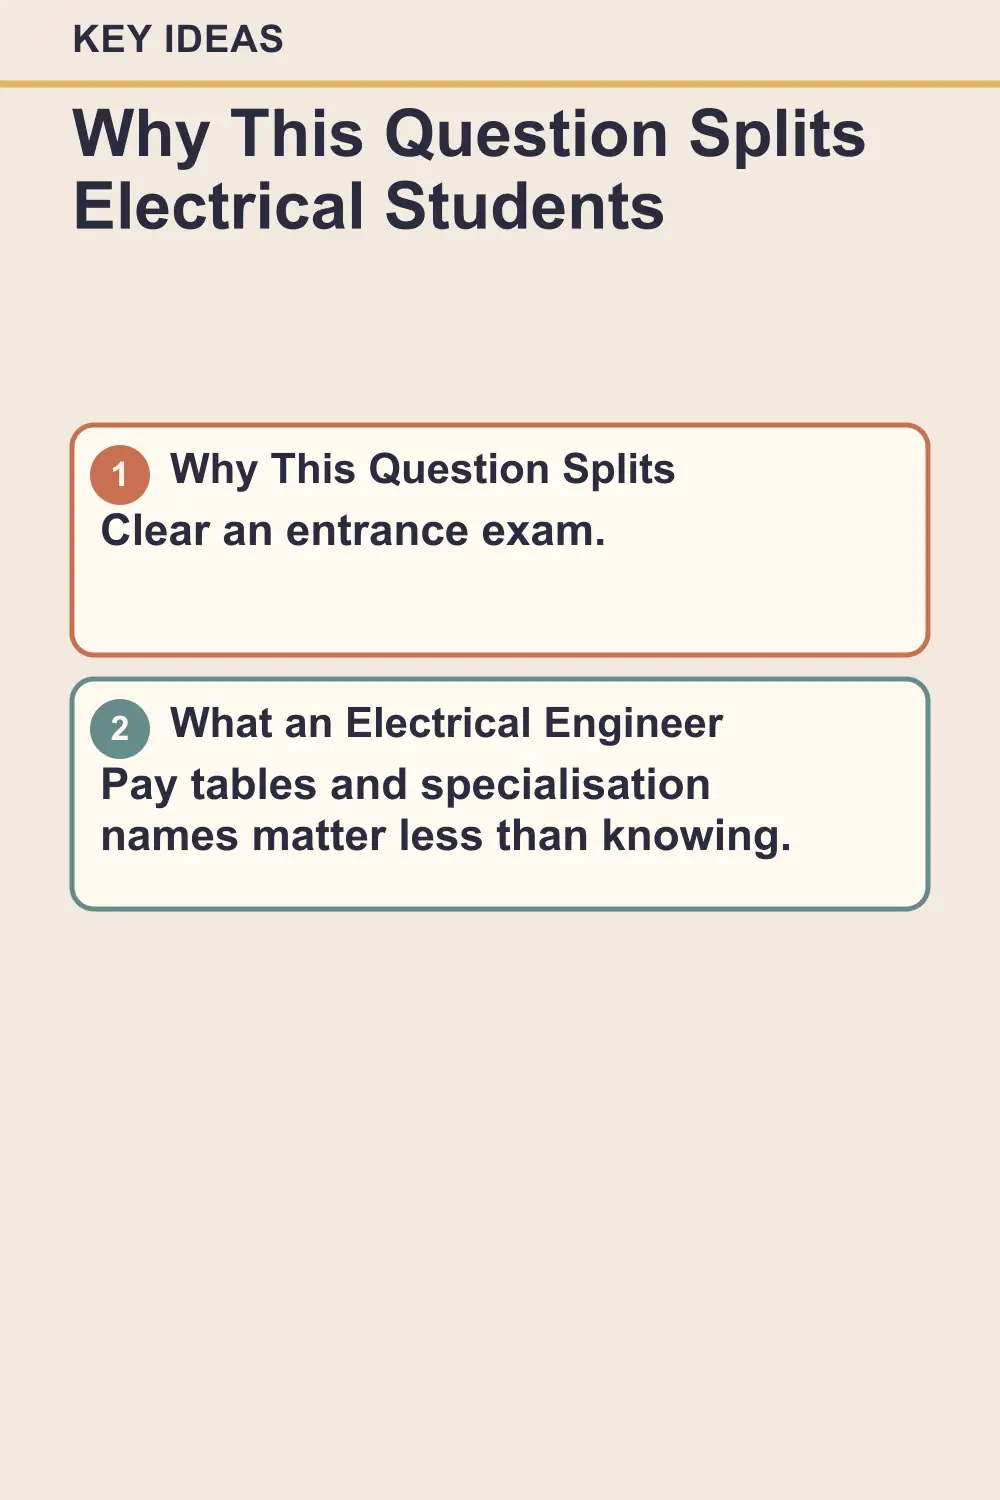 KEY IDEAS
Why This Question Splits
Electrical Students
1 Why This Question Splits
Clear an entrance exam.
2 What an Electrical Engineer
Pay tables and specialisation
names matter less than knowing.